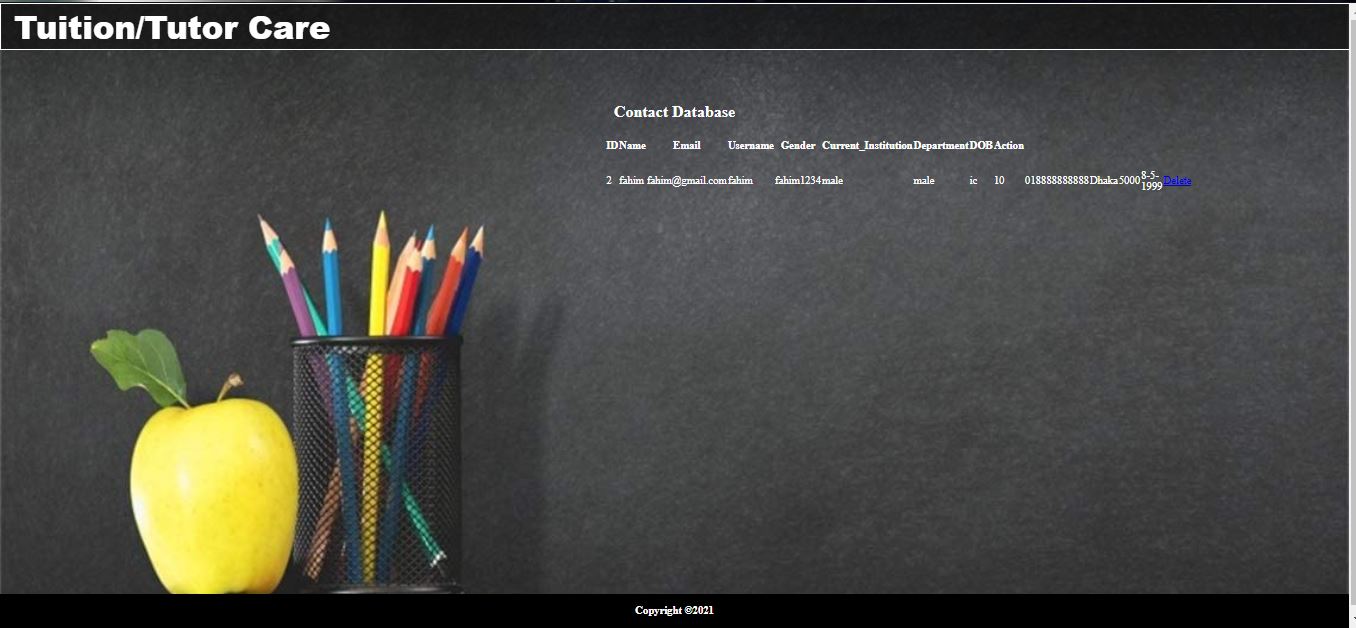 Tuition/Tutor Care
Contact Database
ID Name Email Username Gender Current_Institution Department DOB Action
2 fahim fahim@gmail.com fahim fahim1234 male male ic 10 018888888888 Dhaka 5000 8-5-1999 Delete
Copyright ©2021